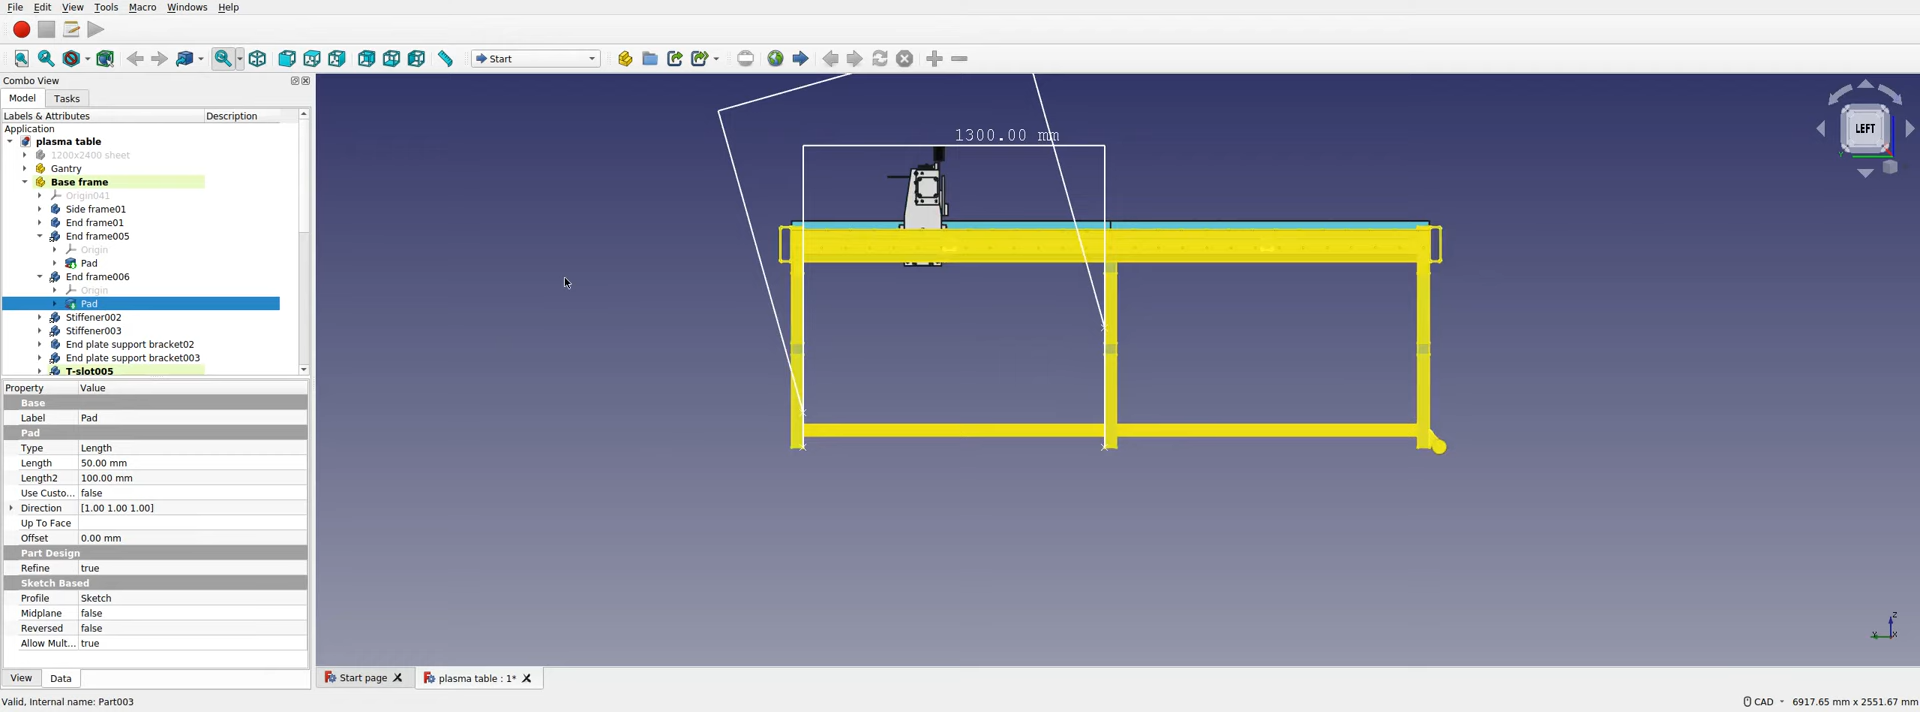 File Edit View Tools Macro Windows Help
Start
Combo View
Model Tasks
Labels & Attributes Description
Application
plasma table
1200x2400 sheet
Gantry
Base frame
Origin041
Side frame01
End frame01
End frame005
Origin
Pad
End frame006
Origin
Pad
Stiffener002
Stiffener003
End plate support bracket02
End plate support bracket003
T-slot005
Property Value
Base
Label Pad
Pad
Type Length
Length 50.00 mm
Length2 100.00 mm
Use Custo... false
Direction [1.00 1.00 1.00]
Up To Face
Offset 0.00 mm
Part Design
Refine true
Sketch Based
Profile Sketch
Midplane false
Reversed false
Allow Mult... true
View Data
1300.00 mm
LEFT
Y
Z
Y X
Start page plasma table : 1*
Valid, Internal name: Part003
CAD 6917.65 mm x 2551.67 mm